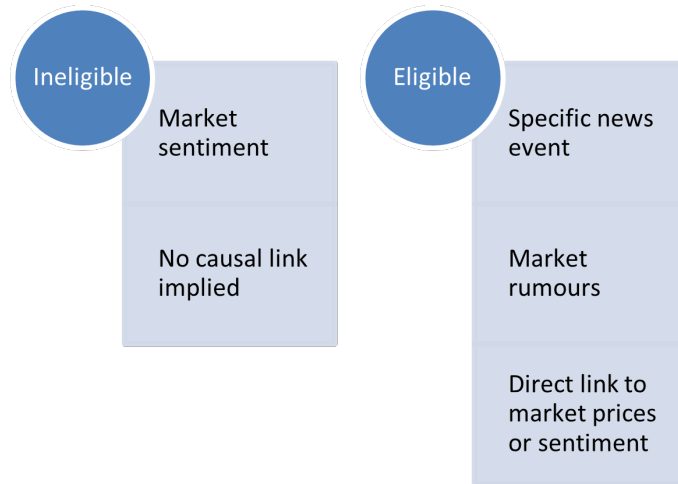 Ineligible
Market
sentiment
No causal link
implied
Eligible
Specific news
event
Market
rumours
Direct link to
market prices
or sentiment